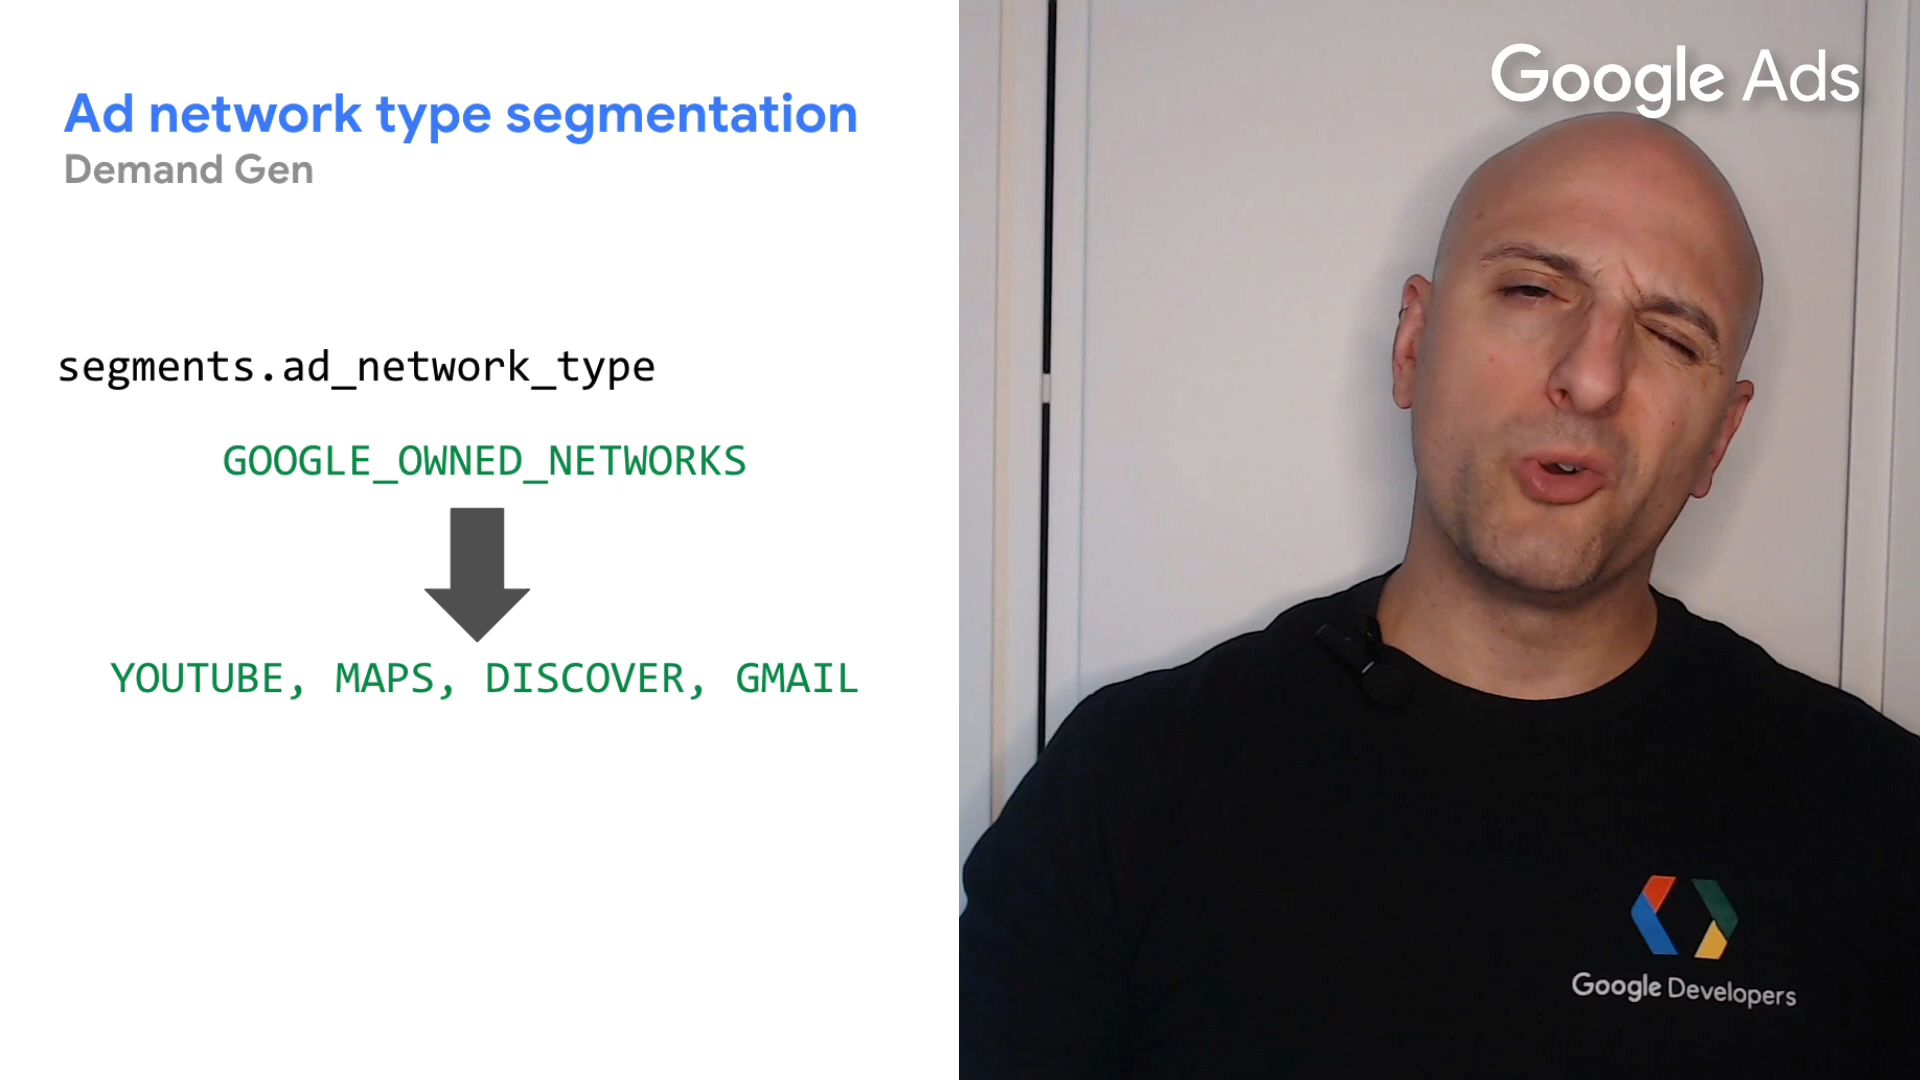 Ad network type segmentation
Demand Gen
segments.ad_network_type
GOOGLE_OWNED_NETWORKS
YOUTUBE, MAPS, DISCOVER, GMAIL
Google Ads
Google Developers